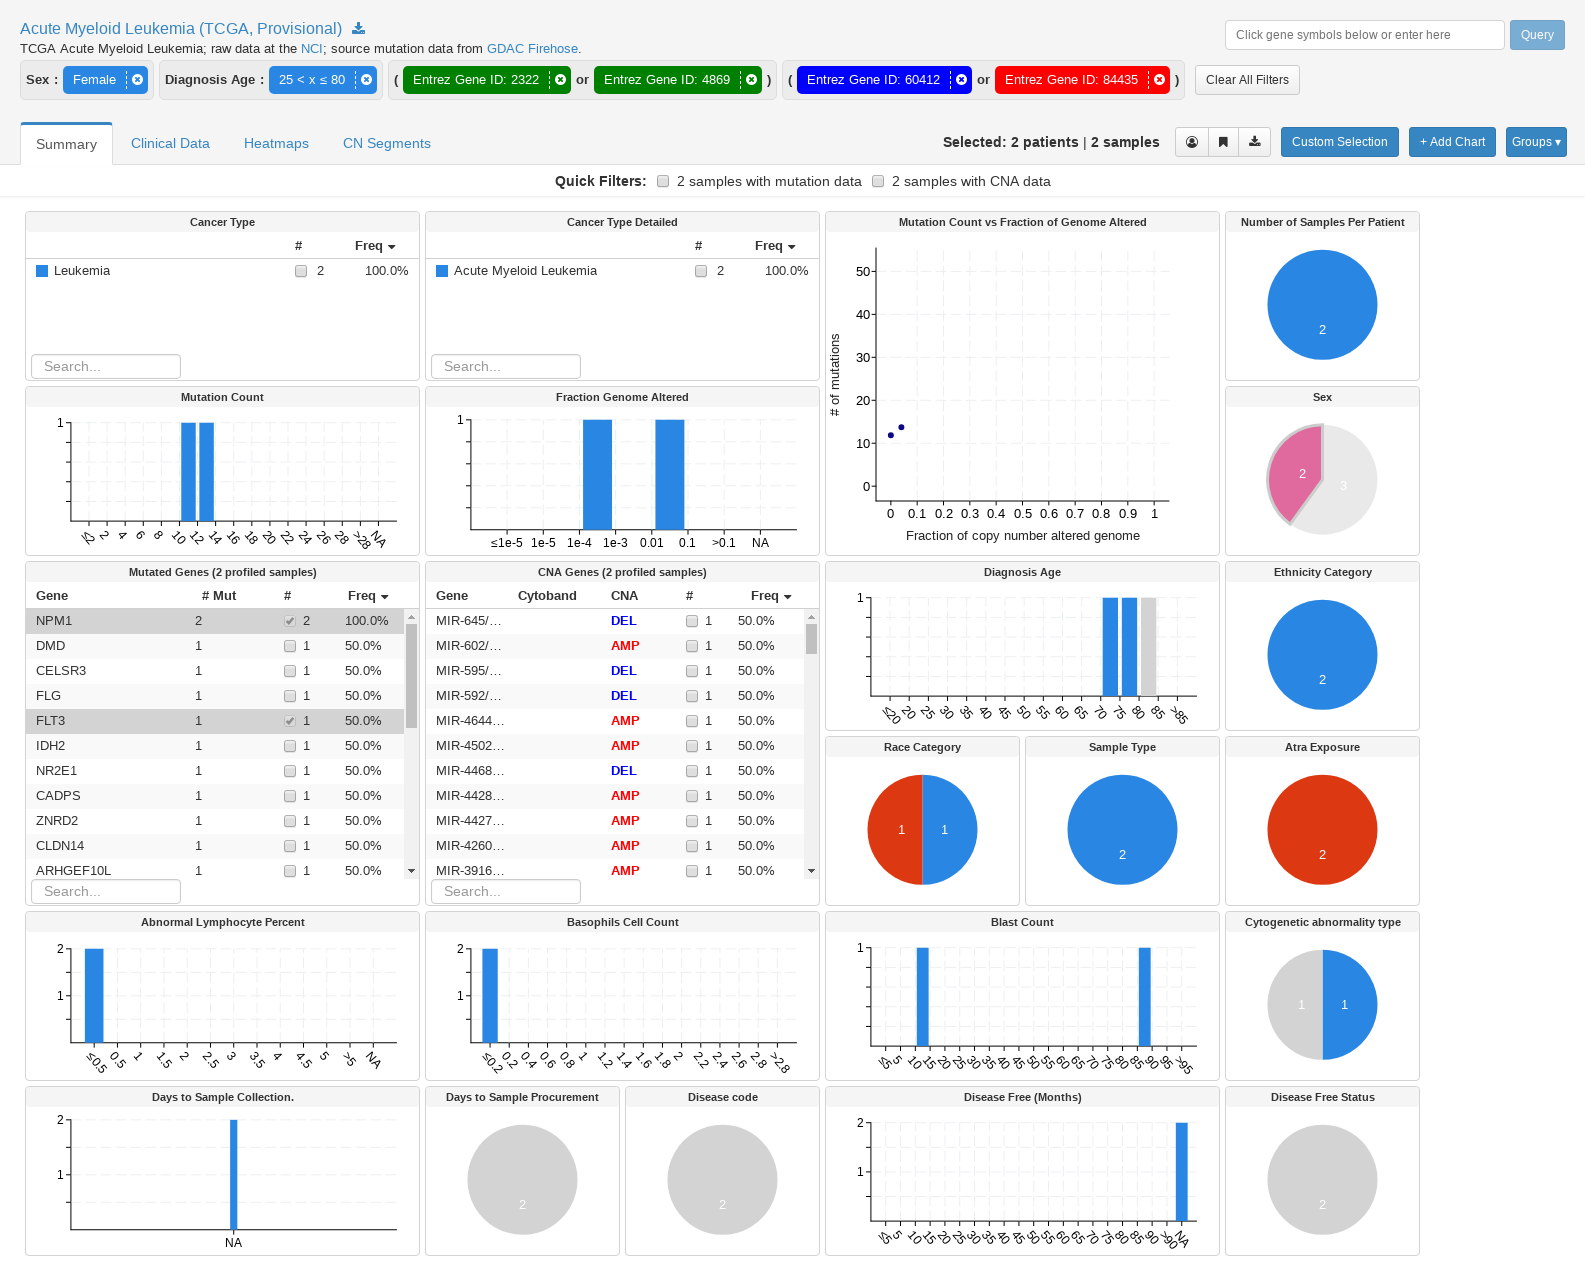 Acute Myeloid Leukemia (TCGA, Provisional)
TCGA Acute Myeloid Leukemia; raw data at the NCI; source mutation data from GDAC Firehose.
Click gene symbols below or enter here
Query
Sex : Female
Diagnosis Age : 25 < x ≤ 80
( Entrez Gene ID: 2322 or Entrez Gene ID: 4869 )
( Entrez Gene ID: 60412 or Entrez Gene ID: 84435 )
Clear All Filters
Summary
Clinical Data
Heatmaps
CN Segments
Selected: 2 patients | 2 samples
Custom Selection
+ Add Chart
Groups ▾
Quick Filters: 2 samples with mutation data 2 samples with CNA data
Cancer Type
# Freq
Leukemia 2 100.0%
Search...
Cancer Type Detailed
# Freq
Acute Myeloid Leukemia 2 100.0%
Search...
Mutation Count vs Fraction of Genome Altered
# of mutations
50
40
30
20
10
0
0 0.1 0.2 0.3 0.4 0.5 0.6 0.7 0.8 0.9 1
Fraction of copy number altered genome
Number of Samples Per Patient
2
Mutation Count
1
≤2 2 4 6 8 10 12 14 16 18 20 22 24 26 28 >28 NA
Fraction Genome Altered
1
≤1e-5 1e-5 1e-4 1e-3 0.01 0.1 >0.1 NA
Sex
2
3
Mutated Genes (2 profiled samples)
Gene # Mut # Freq
NPM1 2 2 100.0%
DMD 1 1 50.0%
CELSR3 1 1 50.0%
FLG 1 1 50.0%
FLT3 1 1 50.0%
IDH2 1 1 50.0%
NR2E1 1 1 50.0%
CADPS 1 1 50.0%
ZNRD2 1 1 50.0%
CLDN14 1 1 50.0%
ARHGEF10L 1 1 50.0%
Search...
CNA Genes (2 profiled samples)
Gene Cytoband CNA # Freq
MIR-645/... DEL 1 50.0%
MIR-602/... AMP 1 50.0%
MIR-595/... DEL 1 50.0%
MIR-592/... DEL 1 50.0%
MIR-4644... AMP 1 50.0%
MIR-4502... AMP 1 50.0%
MIR-4468... DEL 1 50.0%
MIR-4428... AMP 1 50.0%
MIR-4427... AMP 1 50.0%
MIR-4260... AMP 1 50.0%
MIR-3916... AMP 1 50.0%
Search...
Diagnosis Age
1
≤20 20 25 30 35 40 45 50 55 60 65 70 75 80 85 >85
Ethnicity Category
2
Race Category
1 1
Sample Type
2
Atra Exposure
2
Abnormal Lymphocyte Percent
2
1
≤0.5 0.5 1 1.5 2 2.5 3 3.5 4 4.5 5 >5 NA
Basophils Cell Count
2
1
≤0.2 0.2 0.4 0.6 0.8 1 1.2 1.4 1.6 1.8 2 2.2 2.4 2.6 2.8 >2.8
Blast Count
1
≤5 5 10 15 20 25 30 35 40 45 50 55 60 65 70 75 80 85 90 95 >95
Cytogenetic abnormality type
1 1
Days to Sample Collection.
2
1
NA
Days to Sample Procurement
2
Disease code
2
Disease Free (Months)
2
1
≤5 5 10 15 20 25 30 35 40 45 50 55 60 65 70 75 80 85 90 >90 NA
Disease Free Status
2